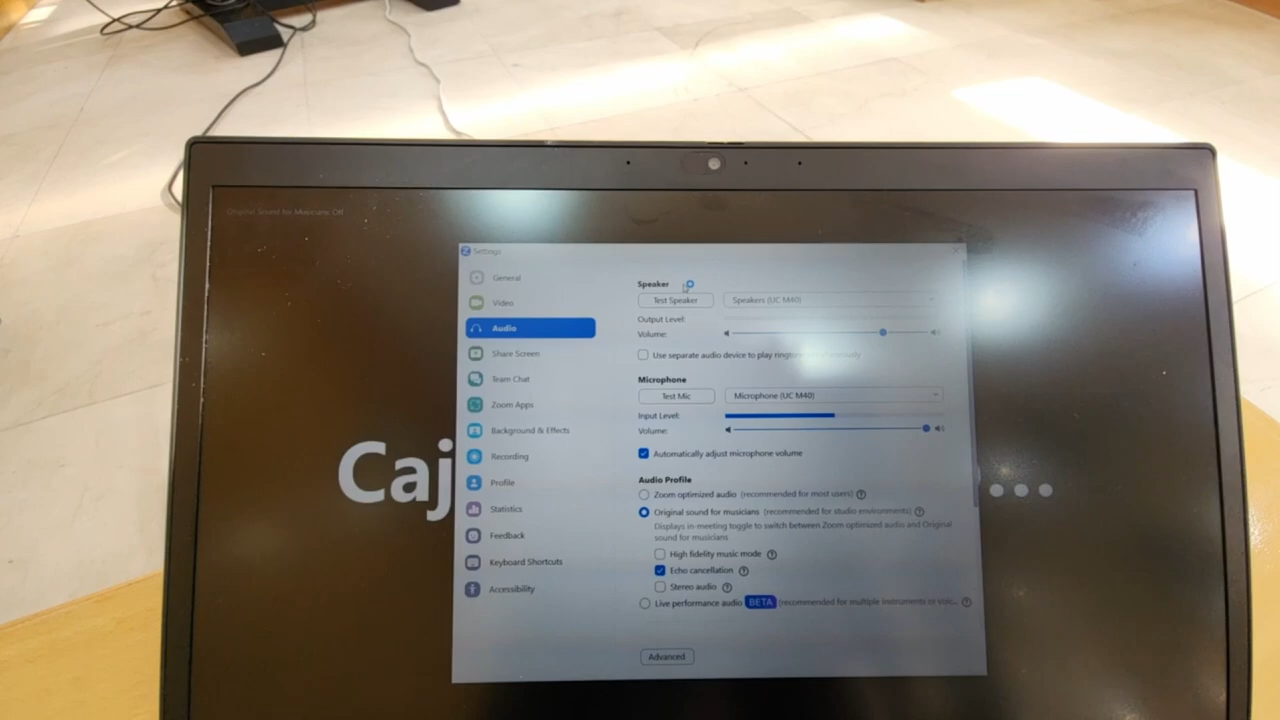 Original Sound for Musicians: Off
Settings
General
Video
Audio
Share Screen
Team Chat
Zoom Apps
Background & Effects
Recording
Profile
Statistics
Feedback
Keyboard Shortcuts
Accessibility
Speaker
Test Speaker
Speakers (UC M40)
Output Level:
Volume:
Use separate audio device to play
Microphone
Test Mic
Microphone (UC M40)
Input Level:
Volume:
Automatically adjust microphone volume
Audio Profile
Zoom optimized audio (recommended for most users)
Original sound for musicians (recommended for studio environments)
Displays in-meeting toggle to switch between Zoom optimized audio and Original
sound for musicians
High fidelity music mode
Echo cancellation
Stereo audio
Live performance audio BETA (recommended for multiple instruments or voic...
Advanced
Caj
...